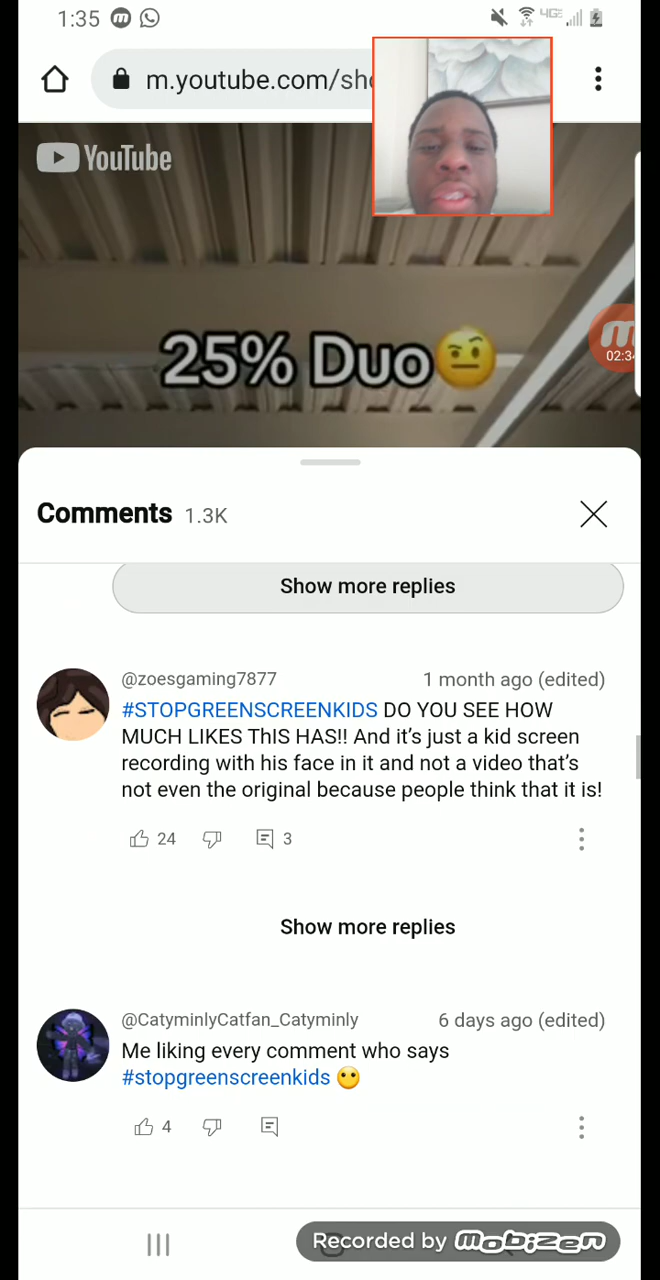 1:35
4GE
m.youtube.com/sh
YouTube
25% Duo🤨
02:3
Comments 1.3K
Show more replies
@zoesgaming7877 1 month ago (edited)
#STOPGREENSCREENKIDS DO YOU SEE HOW
MUCH LIKES ThIS HAS!! And it's just a kid screen
recording with his face in it and not a video that's
not even the original because people think that it is!
24 3
Show more replies
@CatyminlyCatfan_Catyminly 6 days ago (edited)
Me liking every comment who says
#stopgreenscreenkids 😶
4
Recorded by mobizen